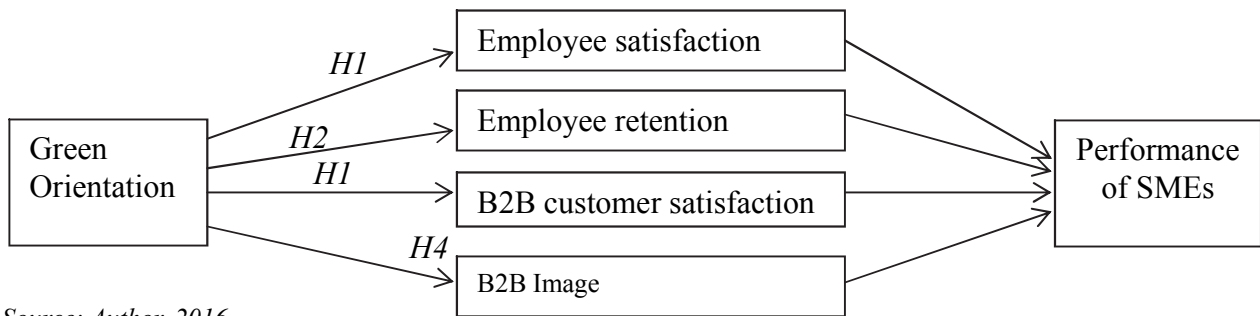 Employee satisfaction
H1
Employee retention
H2
Green
Orientation
H1
B2B customer satisfaction
Performance
of SMEs
H4
B2B Image
Source: Author, 2016